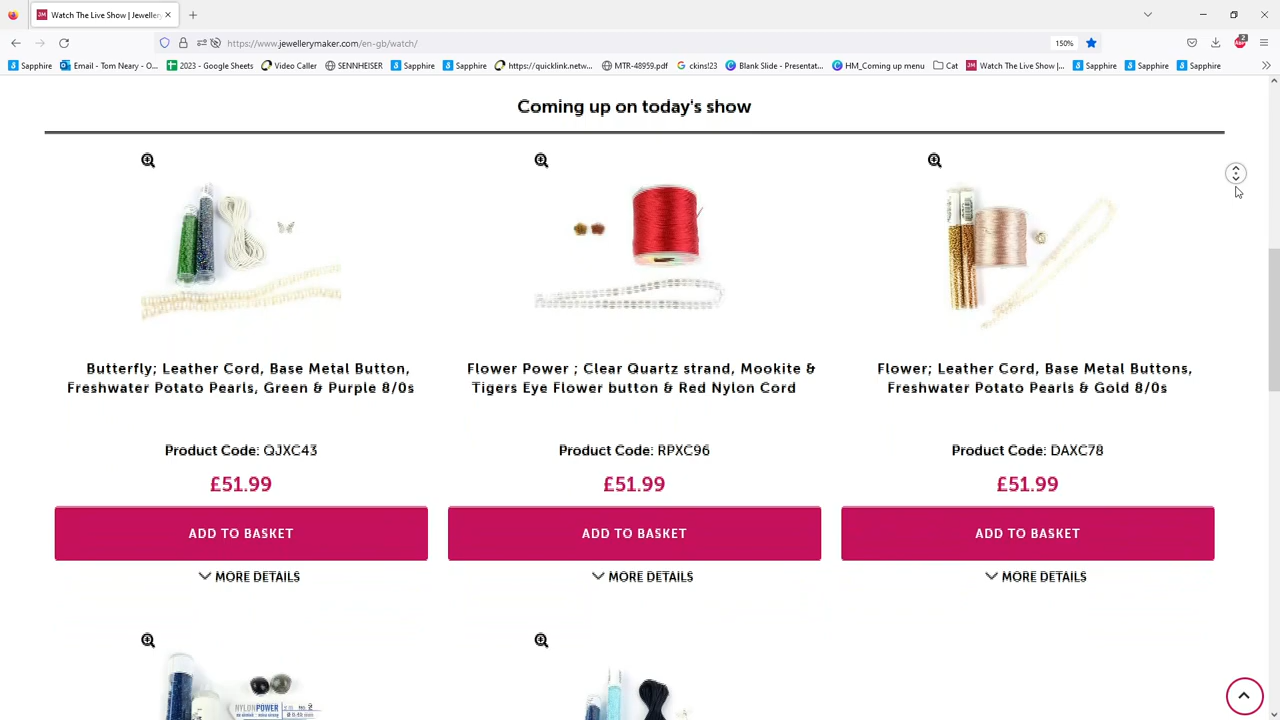 Watch The Live Show | Jeweller
https://www.jewellerymaker.com/es-gb/watch/
150%
2
Sapphire
Email - Tom Neary - O...
2023 - Google Sheets
Video Caller
SENNHEISER
Sapphire
Sapphire
https://quicklink.netw...
MTR-48959.pdf
ckins!23
Blank Slide - Presentat...
HM_Coming up menu
Cat
Watch The Live Show |...
Sapphire
Sapphire
Sapphire
Coming up on today's show
Butterfly; Leather Cord, Base Metal Button,
Freshwater Potato Pearls, Green & Purple 8/0s
Product Code: QJXC43
£51.99
ADD TO BASKET
MORE DETAILS
Flower Power ; Clear Quartz strand, Mookite &
Tigers Eye Flower button & Red Nylon Cord
Product Code: RPXC96
£51.99
ADD TO BASKET
MORE DETAILS
Flower; Leather Cord, Base Metal Buttons,
Freshwater Potato Pearls & Gold 8/0s
Product Code: DAXC78
£51.99
ADD TO BASKET
MORE DETAILS
NYLONPOWER